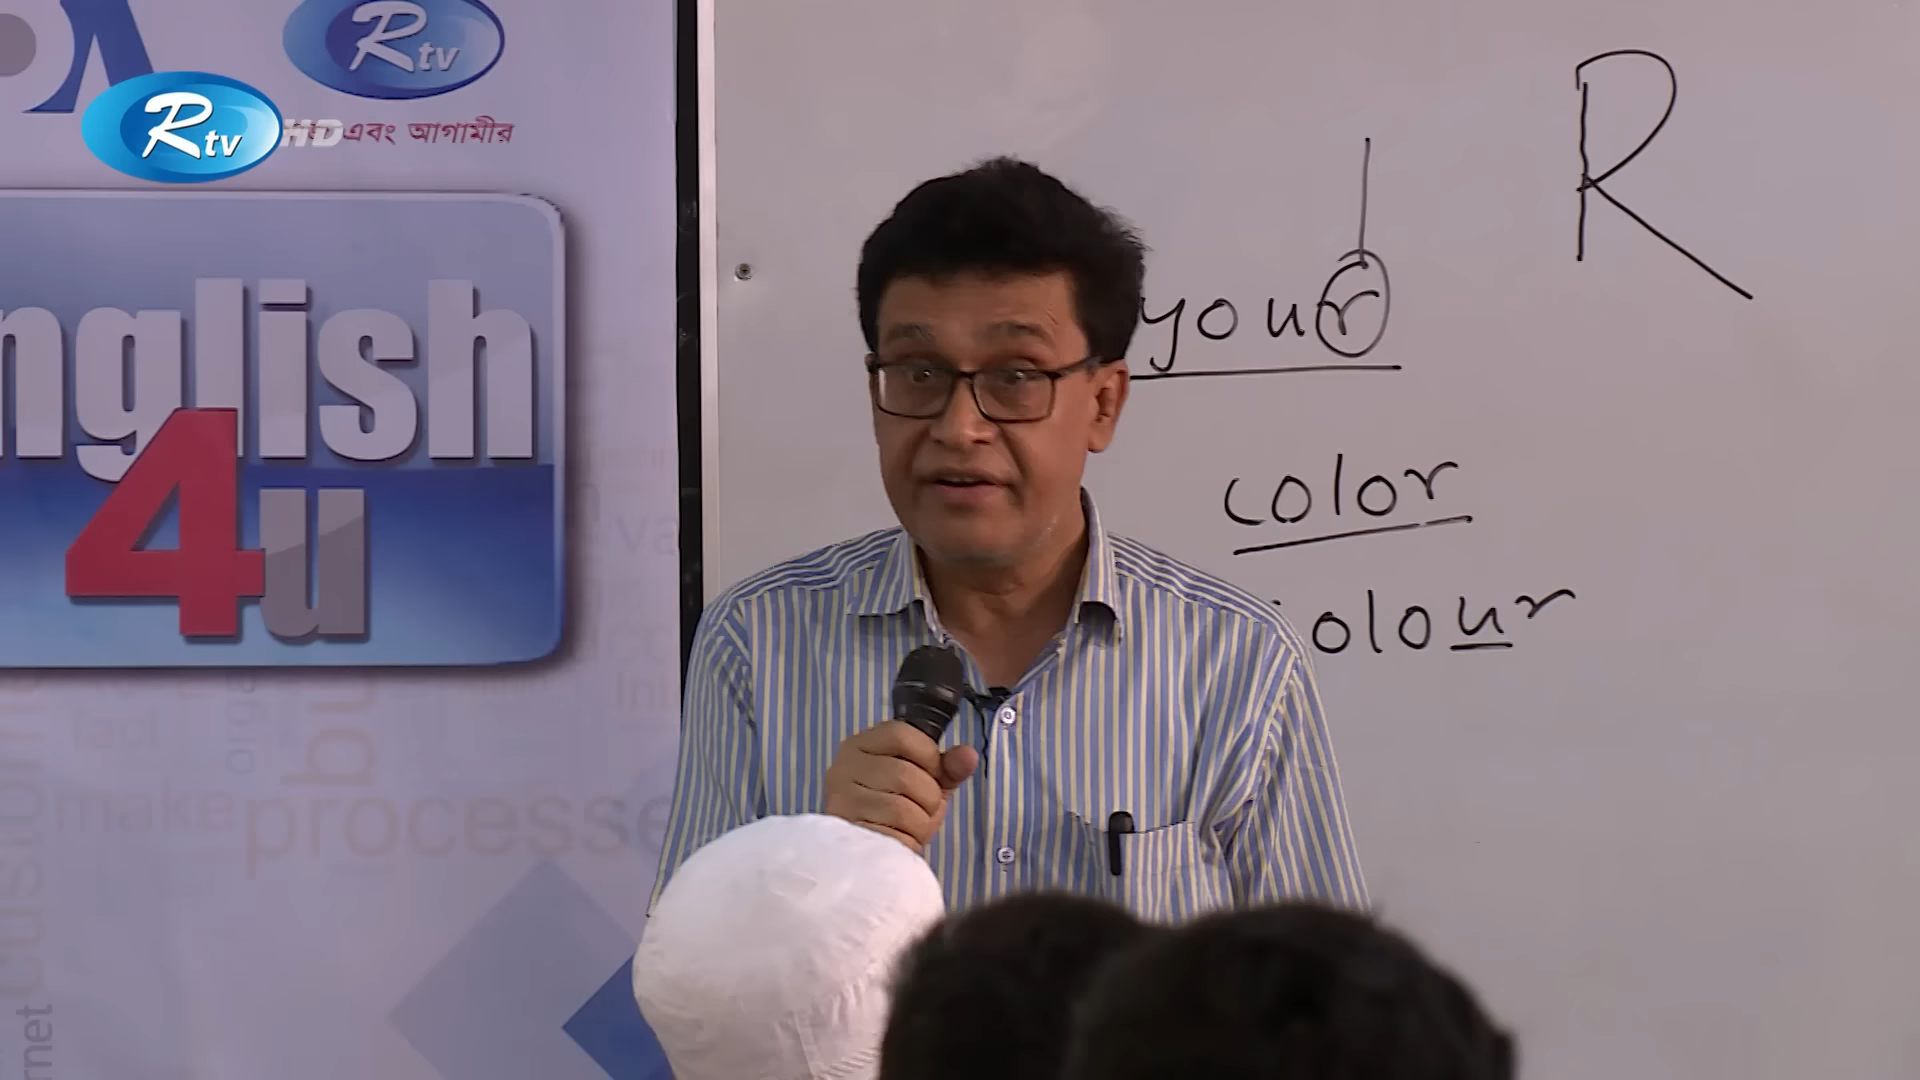 Rtv
Rtv HD
এবং আগামীর
nglish
4u
R
your
color
olour
make
processe